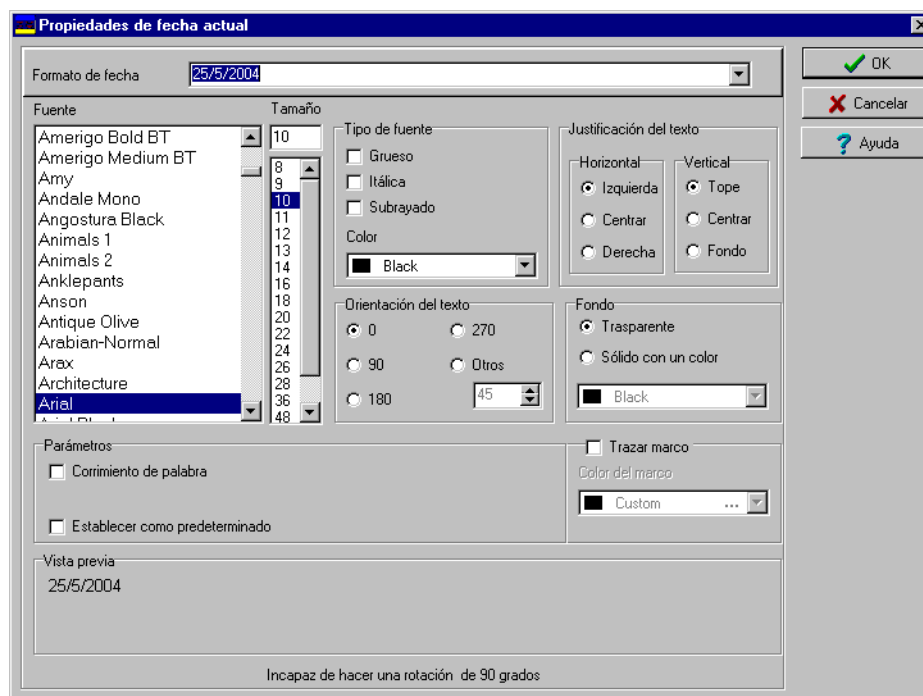 Propiedades de fecha actual
Formato de fecha
25/5/2004
OK
Cancelar
Ayuda
Fuente
Amerigo Bold BT
Amerigo Medium BT
Amy
Andale Mono
Angostura Black
Animals 1
Animals 2
Anklepants
Anson
Antique Olive
Arabian-Normal
Arax
Architecture
Arial
Tamaño
10
8
9
10
11
12
13
14
16
18
20
22
24
26
28
36
48
Tipo de fuente
Grueso
Itálica
Subrayado
Color
Black
Justificación del texto
Horizontal
Izquierda
Centrar
Derecha
Vertical
Tope
Centrar
Fondo
Orientación del texto
0
270
90
Otros
180
45
Fondo
Trasparente
Sólido con un color
Black
Parámetros
Corrimiento de palabra
Establecer como predeterminado
Trazar marco
Color del marco
Custom ...
Vista previa
25/5/2004
Incapaz de hacer una rotación de 90 grados